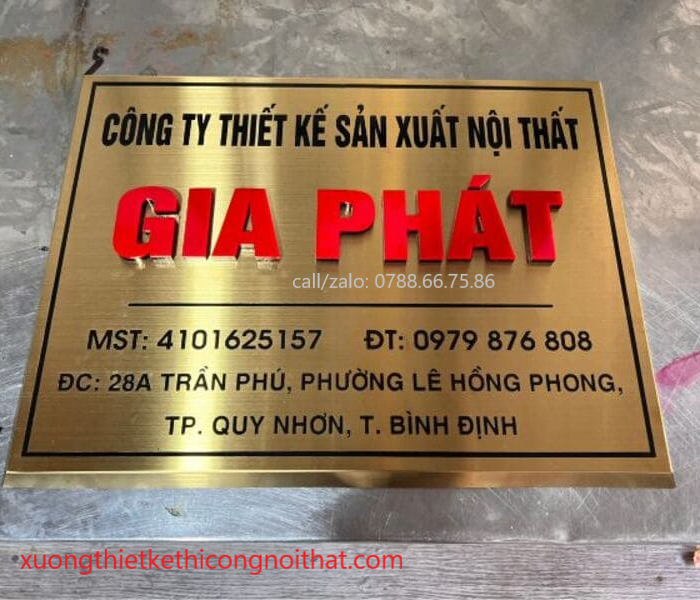 CÔNG TY THIẾT KẾ SẢN XUẤT NỘI THẤT
GIA PHÁT
call/zalo: 0788.66.75.86
MST: 4101625157 ĐT: 0979 876 808
ĐC: 28A TRẦN PHÚ, PHƯỜNG LÊ HỒNG PHONG,
TP. QUY NHƠN, T. BÌNH ĐỊNH
xuongthietkethicongnoithat.com